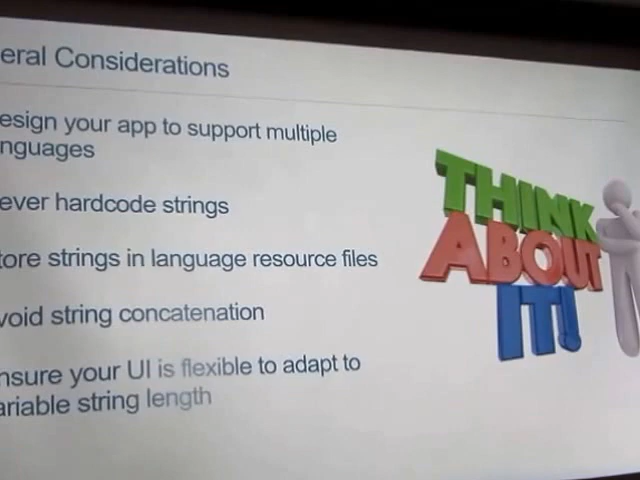 eral Considerations
esign your app to support multiple
nguages
ever hardcode strings
tore strings in language resource files
void string concatenation
nsure your UI is flexible to adapt to
ariable string length
THINK
ABOUT
IT!